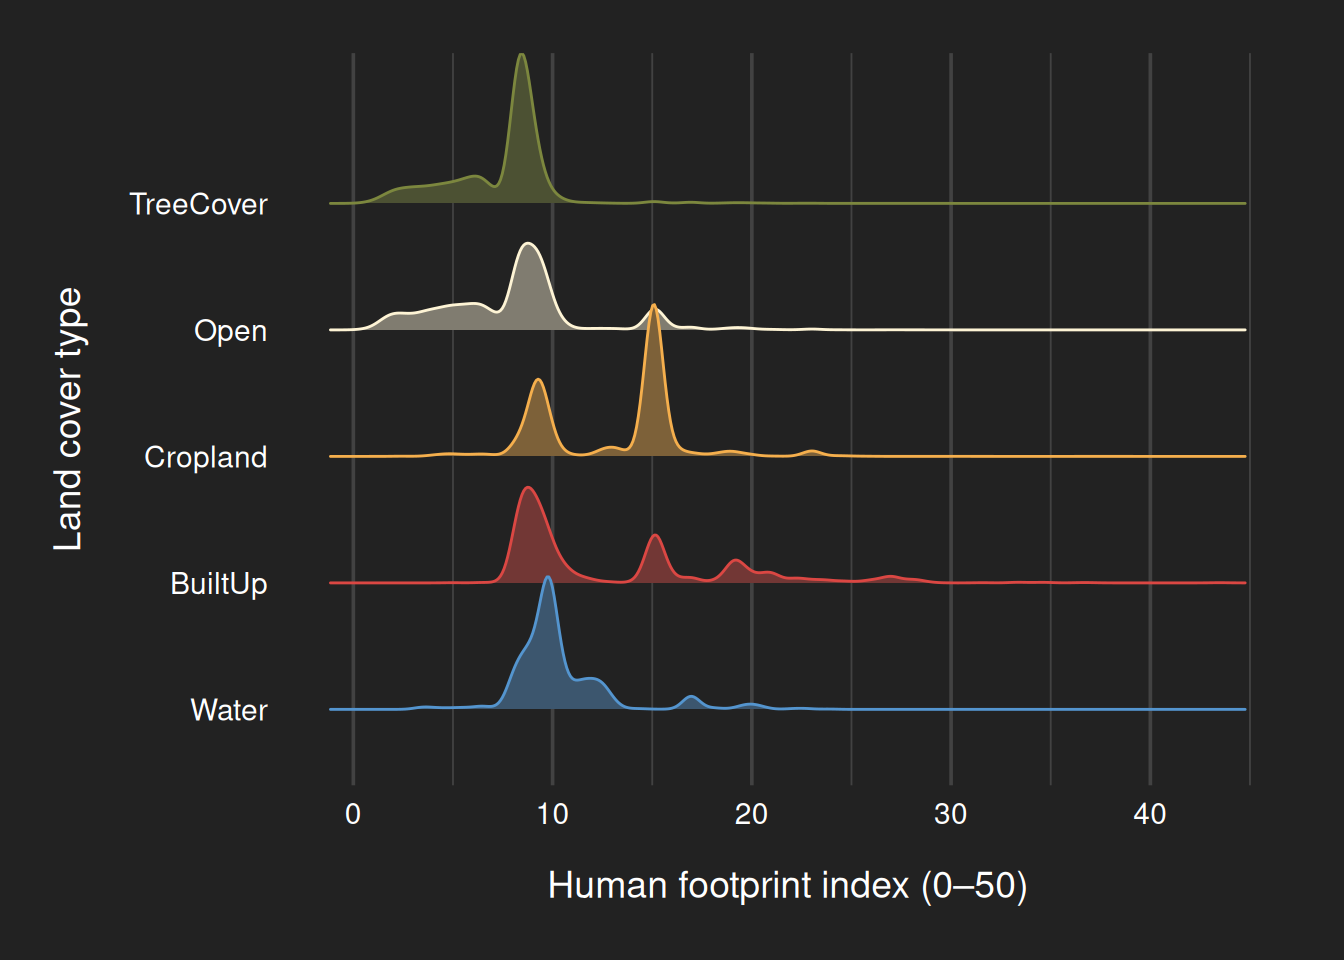 TreeCover
Open
Cropland
BuiltUp
Water
Land cover type
0 10 20 30 40
Human footprint index (0–50)